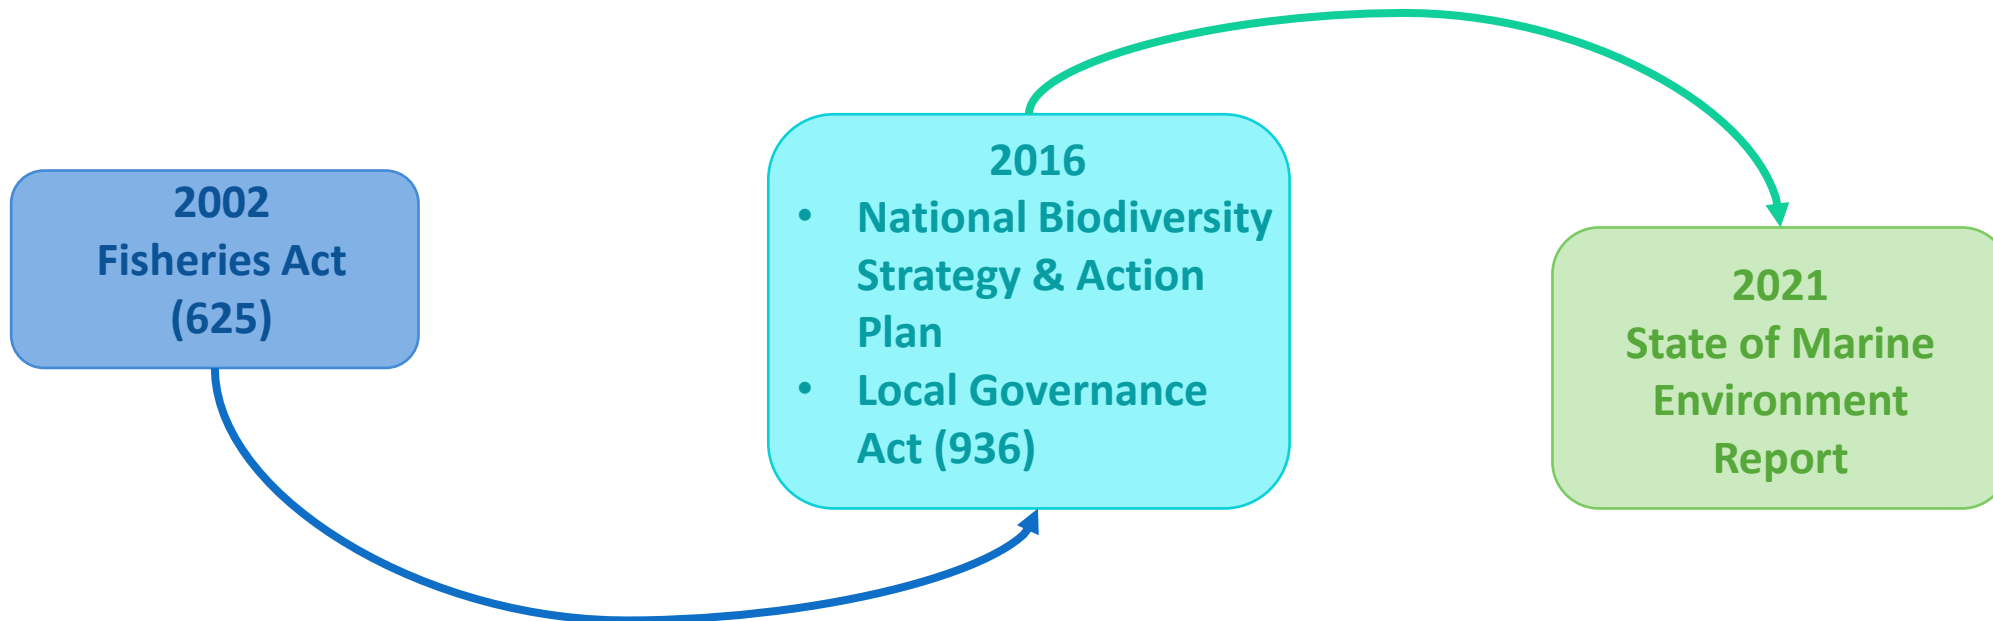 2002
Fisheries Act
(625)
2016
• National Biodiversity
Strategy & Action
Plan
• Local Governance
Act (936)
2021
State of Marine
Environment
Report